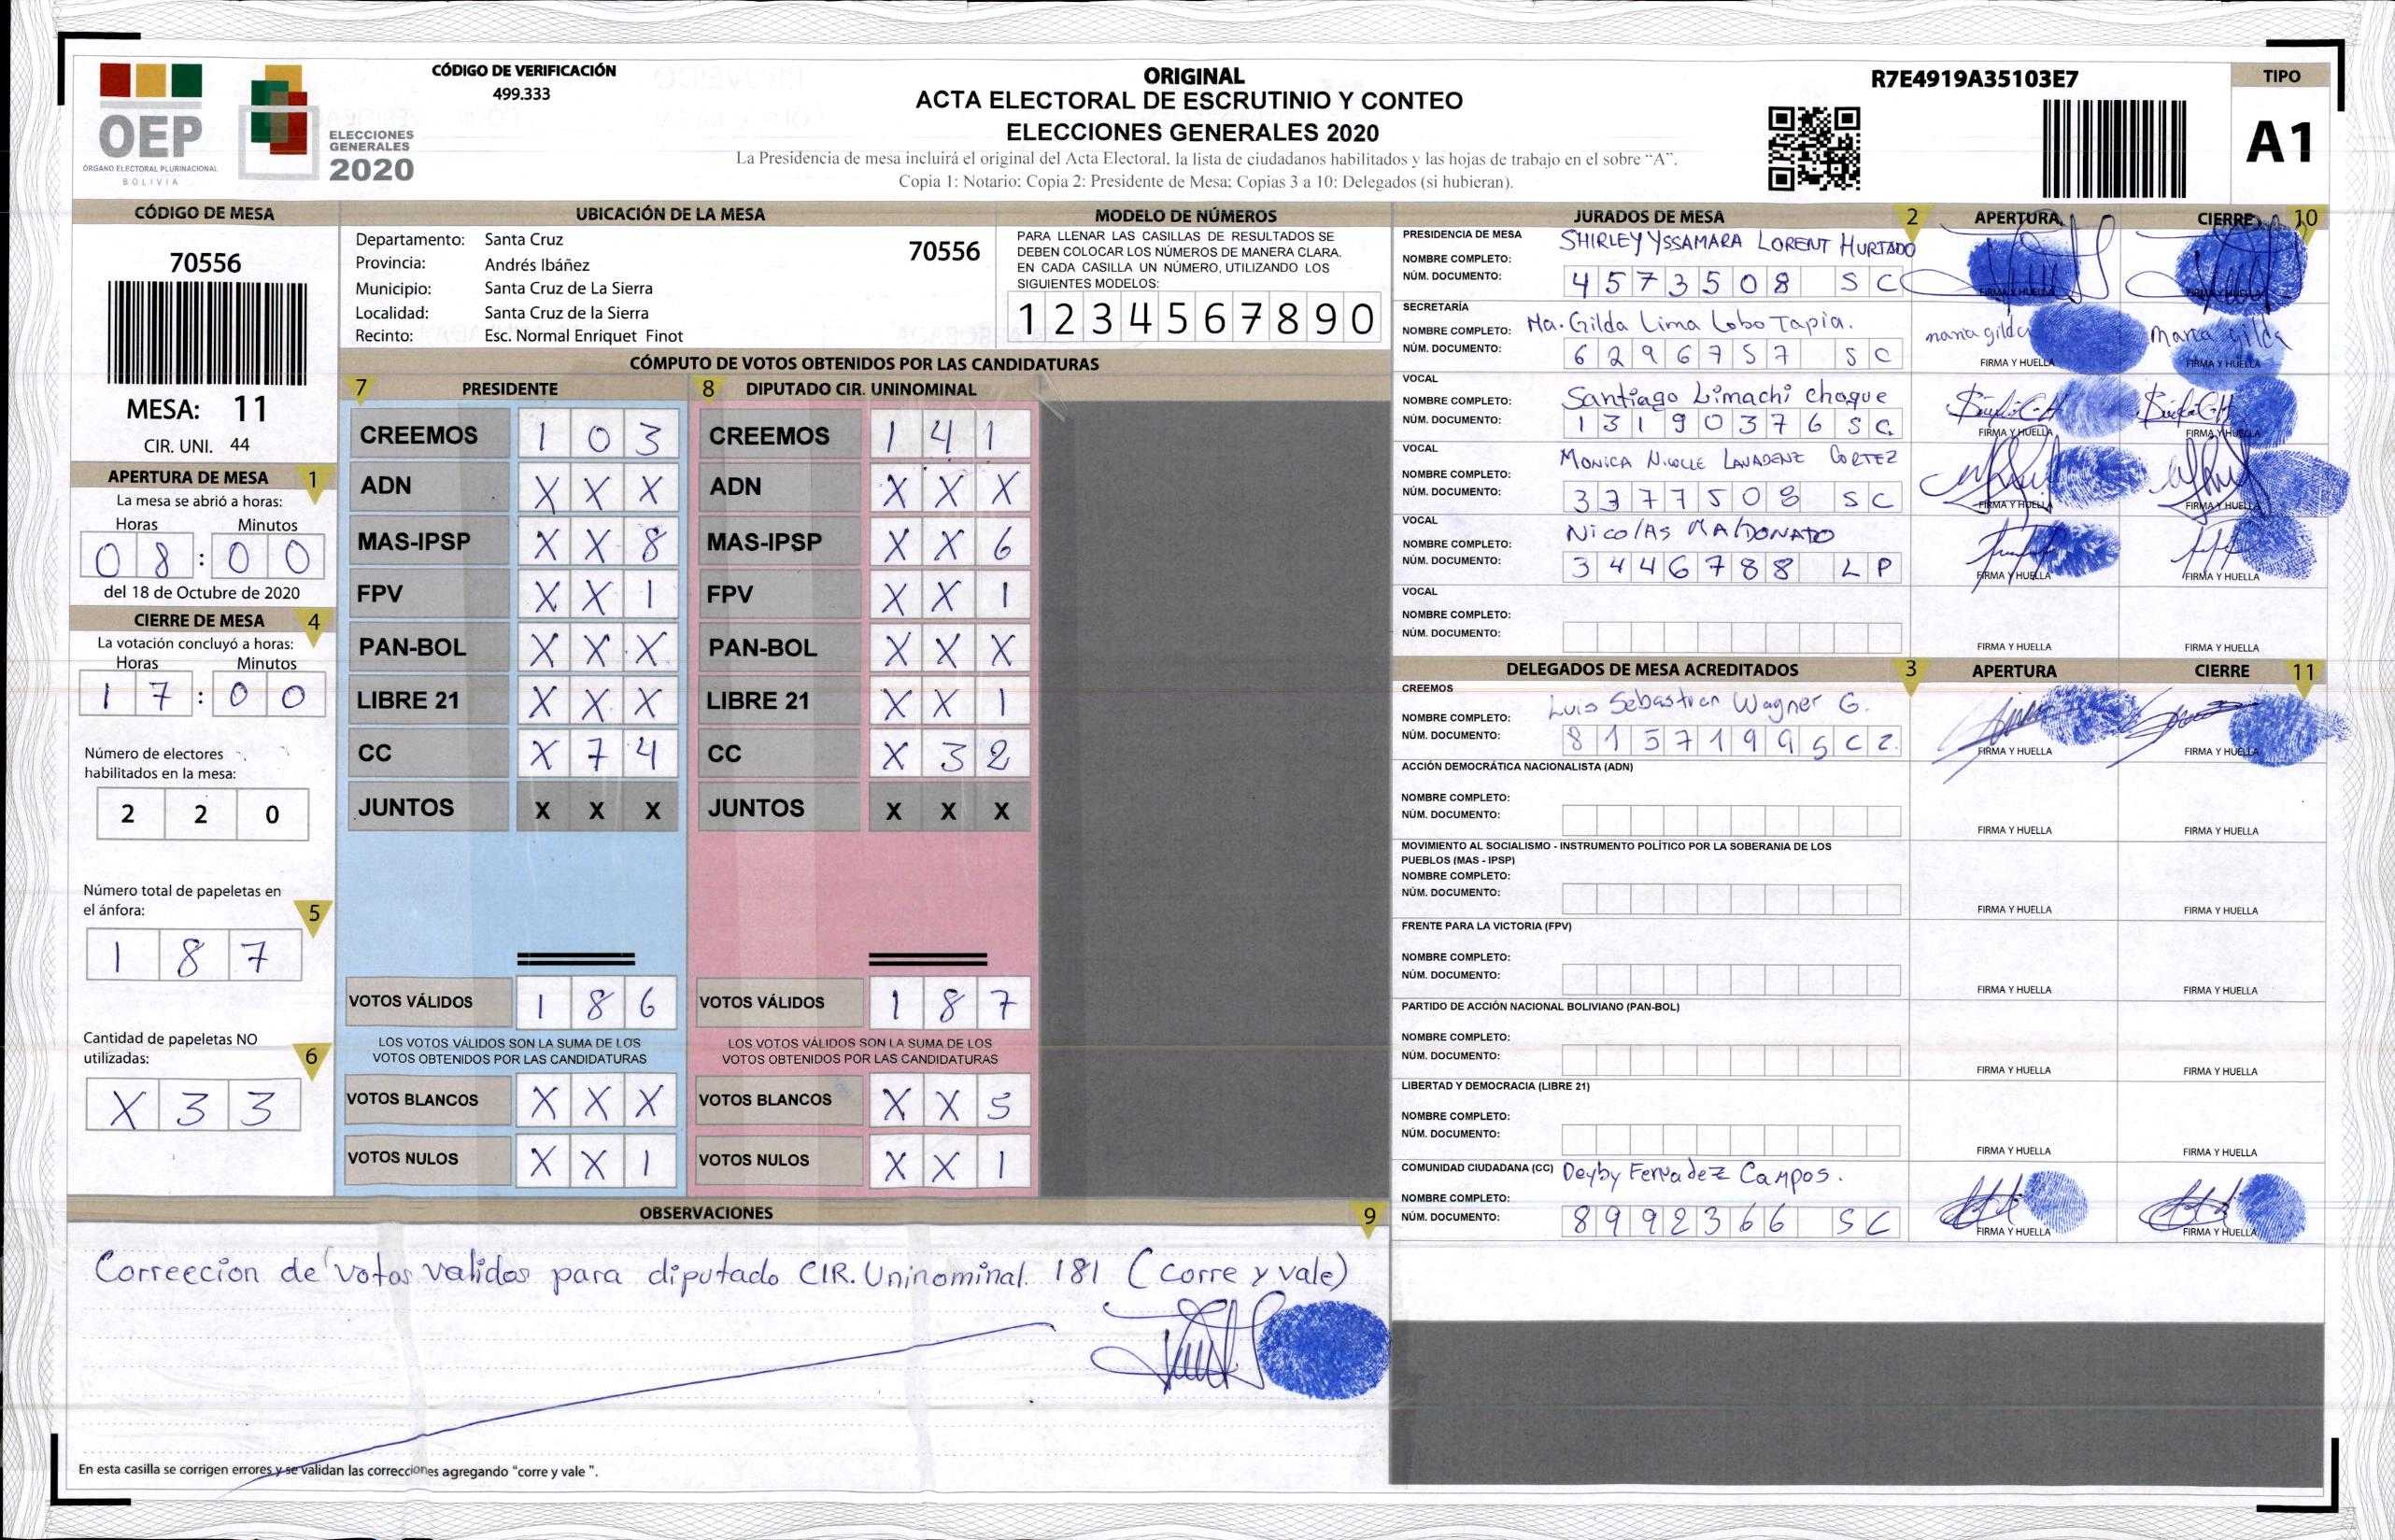 CÓDIGO DE VERIFICACIÓN
499.333
OEP
ÓRGANO ELECTORAL PLURINACIONAL
BOLIVIA
ELECCIONES
GENERALES
2020
ORIGINAL
ACTA ELECTORAL DE ESCRUTINIO Y CONTEO
ELECCIONES GENERALES 2020
La Presidencia de mesa incluirá el original del Acta Electoral, la lista de ciudadanos habilitados y las hojas de trabajo en el sobre “A”.
Copia 1: Notario; Copia 2: Presidente de Mesa; Copias 3 a 10: Delegados (si hubieran).
R7E4919A35103E7
TIPO
A1
CÓDIGO DE MESA
70556
MESA: 11
CIR. UNI. 44
APERTURA DE MESA 1
La mesa se abrió a horas:
Horas Minutos
0 8 : 0 0
del 18 de Octubre de 2020
CIERRE DE MESA 4
La votación concluyó a horas:
Horas Minutos
1 7 : 0 0
Número de electores
habilitados en la mesa:
2 2 0
Número total de papeletas en
el ánfora: 5
1 8 7
Cantidad de papeletas NO
utilizadas: 6
X 3 3
UBICACIÓN DE LA MESA
Departamento: Santa Cruz
70556
Provincia: Andrés Ibáñez
Municipio: Santa Cruz de La Sierra
Localidad: Santa Cruz de la Sierra
Recinto: Esc. Normal Enriquet Finot
MODELO DE NÚMEROS
PARA LLENAR LAS CASILLAS DE RESULTADOS SE
DEBEN COLOCAR LOS NÚMEROS DE MANERA CLARA.
EN CADA CASILLA UN NÚMERO, UTILIZANDO LOS
SIGUIENTES MODELOS:
1 2 3 4 5 6 7 8 9 0
CÓMPUTO DE VOTOS OBTENIDOS POR LAS CANDIDATURAS
7 PRESIDENTE 8 DIPUTADO CIR. UNINOMINAL
CREEMOS 1 0 3 CREEMOS 1 4 1
ADN X X X ADN X X X
MAS-IPSP X X 8 MAS-IPSP X X 6
FPV X X 1 FPV X X 1
PAN-BOL X X X PAN-BOL X X X
LIBRE 21 X X X LIBRE 21 X X 1
CC X 7 4 CC X 3 2
JUNTOS X X X JUNTOS X X X
VOTOS VÁLIDOS 1 8 6 VOTOS VÁLIDOS 1 8 7
LOS VOTOS VÁLIDOS SON LA SUMA DE LOS LOS VOTOS VÁLIDOS SON LA SUMA DE LOS
VOTOS OBTENIDOS POR LAS CANDIDATURAS VOTOS OBTENIDOS POR LAS CANDIDATURAS
VOTOS BLANCOS X X X VOTOS BLANCOS X X 5
VOTOS NULOS X X 1 VOTOS NULOS X X 1
OBSERVACIONES 9
Correecion de votos validos para diputado CIR. Uninominal. 181 (corre y vale)
En esta casilla se corrigen errores y se validan las correcciones agregando “corre y vale ”.
JURADOS DE MESA 2 APERTURA CIERRE 10
PRESIDENCIA DE MESA SHIRLEY YSSAMARA LORENT HURTADO
NOMBRE COMPLETO:
NÚM. DOCUMENTO: 4 5 7 3 5 0 8 S C
FIRMA Y HUELLA FIRMA Y HUELLA
SECRETARÍA
NOMBRE COMPLETO: Ma. Gilda Lima Lobo Tapia. maria gilda maria gilda
NÚM. DOCUMENTO: 6 2 9 6 7 5 7 S C
FIRMA Y HUELLA FIRMA Y HUELLA
VOCAL
NOMBRE COMPLETO: Santiago Limachi choque
NÚM. DOCUMENTO: 1 3 1 9 0 3 7 6 S C
FIRMA Y HUELLA FIRMA Y HUELLA
VOCAL MONICA NICOLLE LAVADENZ CORTEZ
NOMBRE COMPLETO:
NÚM. DOCUMENTO: 3 3 7 7 5 0 8 S C
FIRMA Y HUELLA FIRMA Y HUELLA
VOCAL NicolAs MAlDONADO
NOMBRE COMPLETO:
NÚM. DOCUMENTO: 3 4 4 6 7 8 8 L P
FIRMA Y HUELLA FIRMA Y HUELLA
VOCAL
NOMBRE COMPLETO:
NÚM. DOCUMENTO:
FIRMA Y HUELLA FIRMA Y HUELLA
DELEGADOS DE MESA ACREDITADOS 3 APERTURA CIERRE 11
CREEMOS
NOMBRE COMPLETO: Luis Sebastian Wagner G.
NÚM. DOCUMENTO: 8 1 5 7 1 9 9 S C Z
FIRMA Y HUELLA FIRMA Y HUELLA
ACCIÓN DEMOCRÁTICA NACIONALISTA (ADN)
NOMBRE COMPLETO:
NÚM. DOCUMENTO:
FIRMA Y HUELLA FIRMA Y HUELLA
MOVIMIENTO AL SOCIALISMO - INSTRUMENTO POLÍTICO POR LA SOBERANIA DE LOS
PUEBLOS (MAS - IPSP)
NOMBRE COMPLETO:
NÚM. DOCUMENTO:
FIRMA Y HUELLA FIRMA Y HUELLA
FRENTE PARA LA VICTORIA (FPV)
NOMBRE COMPLETO:
NÚM. DOCUMENTO:
FIRMA Y HUELLA FIRMA Y HUELLA
PARTIDO DE ACCIÓN NACIONAL BOLIVIANO (PAN-BOL)
NOMBRE COMPLETO:
NÚM. DOCUMENTO:
FIRMA Y HUELLA FIRMA Y HUELLA
LIBERTAD Y DEMOCRACIA (LIBRE 21)
NOMBRE COMPLETO:
NÚM. DOCUMENTO:
FIRMA Y HUELLA FIRMA Y HUELLA
COMUNIDAD CIUDADANA (CC) Deyby Fernadez Campos.
NOMBRE COMPLETO:
NÚM. DOCUMENTO: 8 9 9 2 3 6 6 S C
FIRMA Y HUELLA FIRMA Y HUELLA